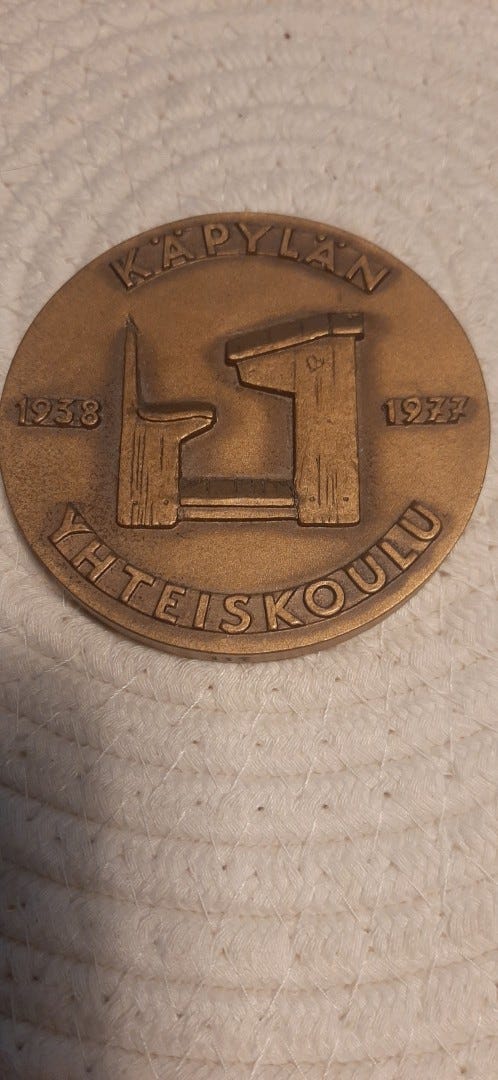 KÄPYLÄN
1938 1977
YHTEISKOULU